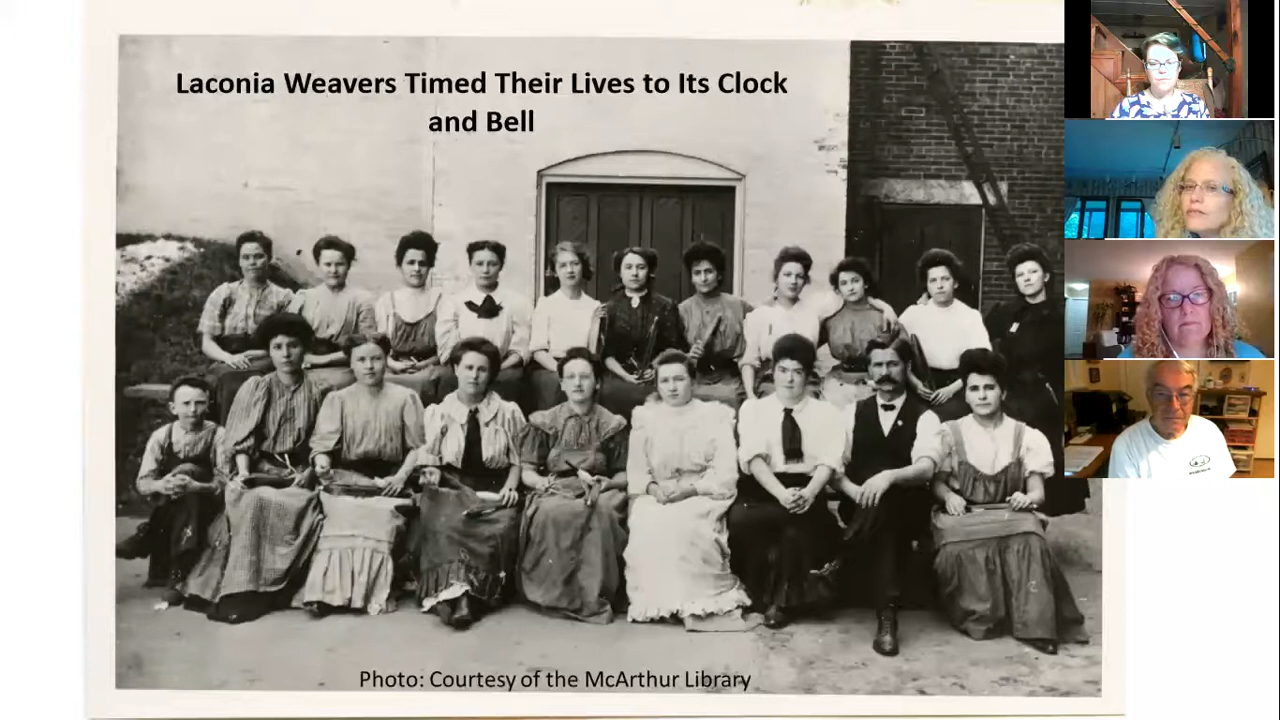 Laconia Weavers Timed Their Lives to Its Clock
and Bell
Photo: Courtesy of the McArthur Library